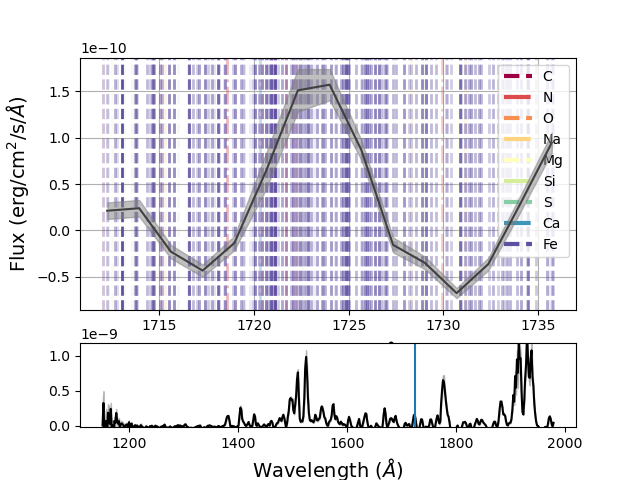 1e−10
Flux (erg/cm²/s/Å)
1.5
1.0
0.5
0.0
−0.5
C
N
O
Na
Mg
Si
S
Ca
Fe
1715
1720
1725
1730
1735
1e−9
1.0
0.5
0.0
1200
1400
1600
1800
2000
Wavelength (Å)